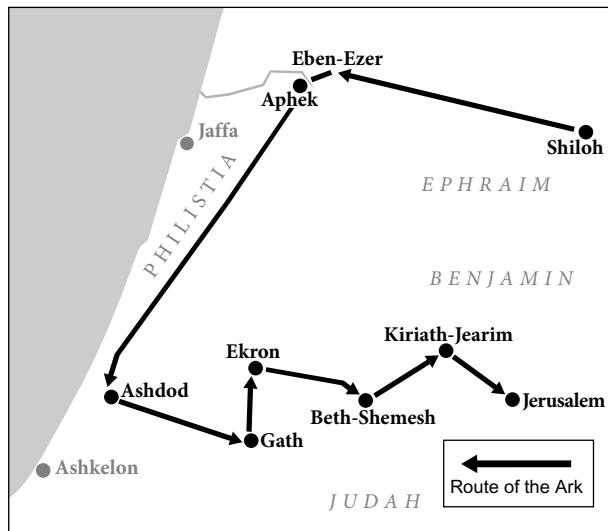 Eben-Ezer
Aphek
Jaffa
Shiloh
PHILISTIA
EPHRAIM
BENJAMIN
Kiriath-Jearim
Ekron
Ashdod
Beth-Shemesh
Jerusalem
Gath
Ashkelon
Route of the Ark
JUDAH